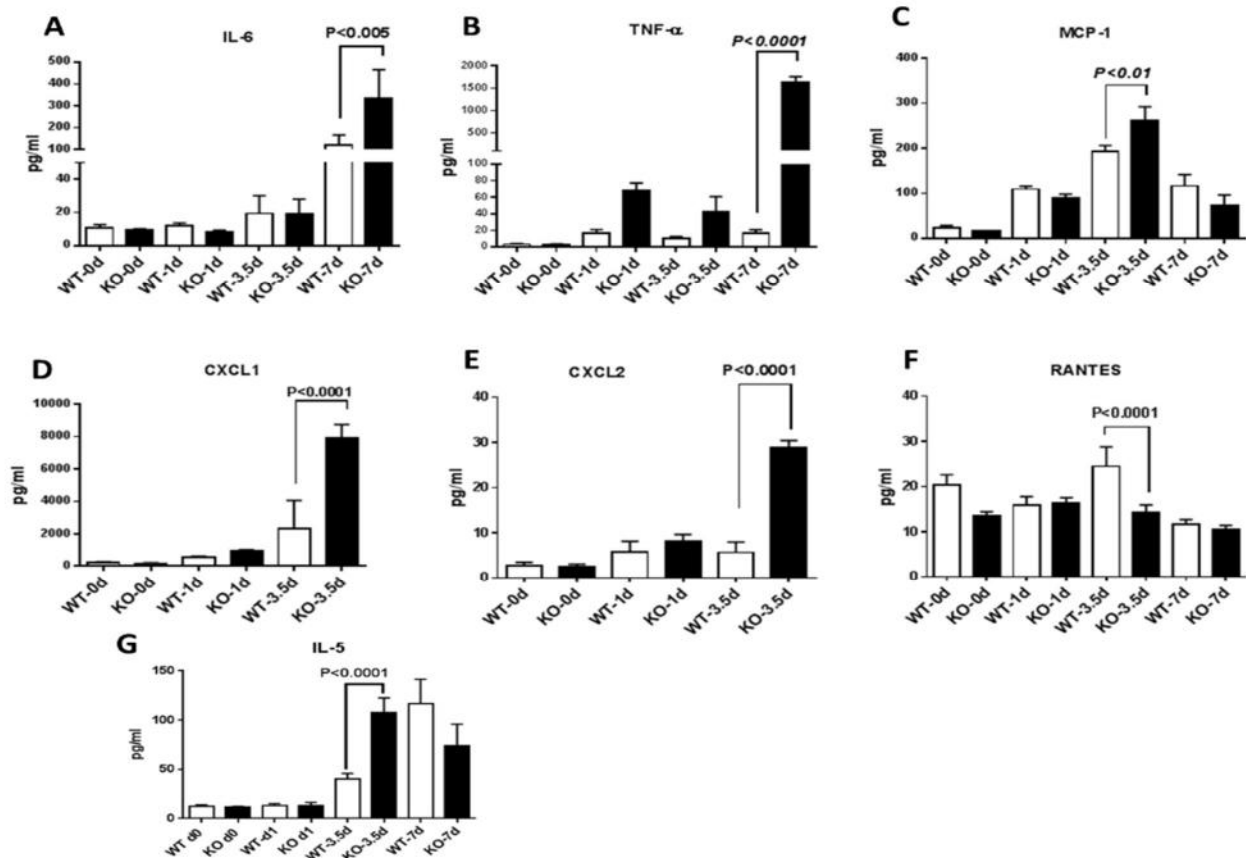 A
IL-6
P<0.005
pg/ml
500
400
300
200
100
40
20
0
WT-0d
KO-0d
WT-1d
KO-1d
WT-3.5d
KO-3.5d
WT-7d
KO-7d
B
TNF-α
P<0.0001
pg/ml
2000
1500
1000
500
100
80
60
40
20
0
WT-0d
KO-0d
WT-1d
KO-1d
WT-3.5d
KO-3.5d
WT-7d
KO-7d
C
MCP-1
P<0.01
pg/ml
400
300
200
100
0
WT-0d
KO-0d
WT-1d
KO-1d
WT-3.5d
KO-3.5d
WT-7d
KO-7d
D
CXCL1
P<0.0001
pg/ml
10000
8000
6000
4000
2000
0
WT-0d
KO-0d
WT-1d
KO-1d
WT-3.5d
KO-3.5d
E
CXCL2
P<0.0001
pg/ml
40
30
20
10
0
WT-0d
KO-0d
WT-1d
KO-1d
WT-3.5d
KO-3.5d
F
RANTES
P<0.0001
pg/ml
40
30
20
10
0
WT-0d
KO-0d
WT-1d
KO-1d
WT-3.5d
KO-3.5d
WT-7d
KO-7d
G
IL-5
P<0.0001
pg/ml
150
100
50
0
WT d0
KO d0
WT-d1
KO d1
WT-3.5d
KO-3.5d
WT-7d
KO-7d